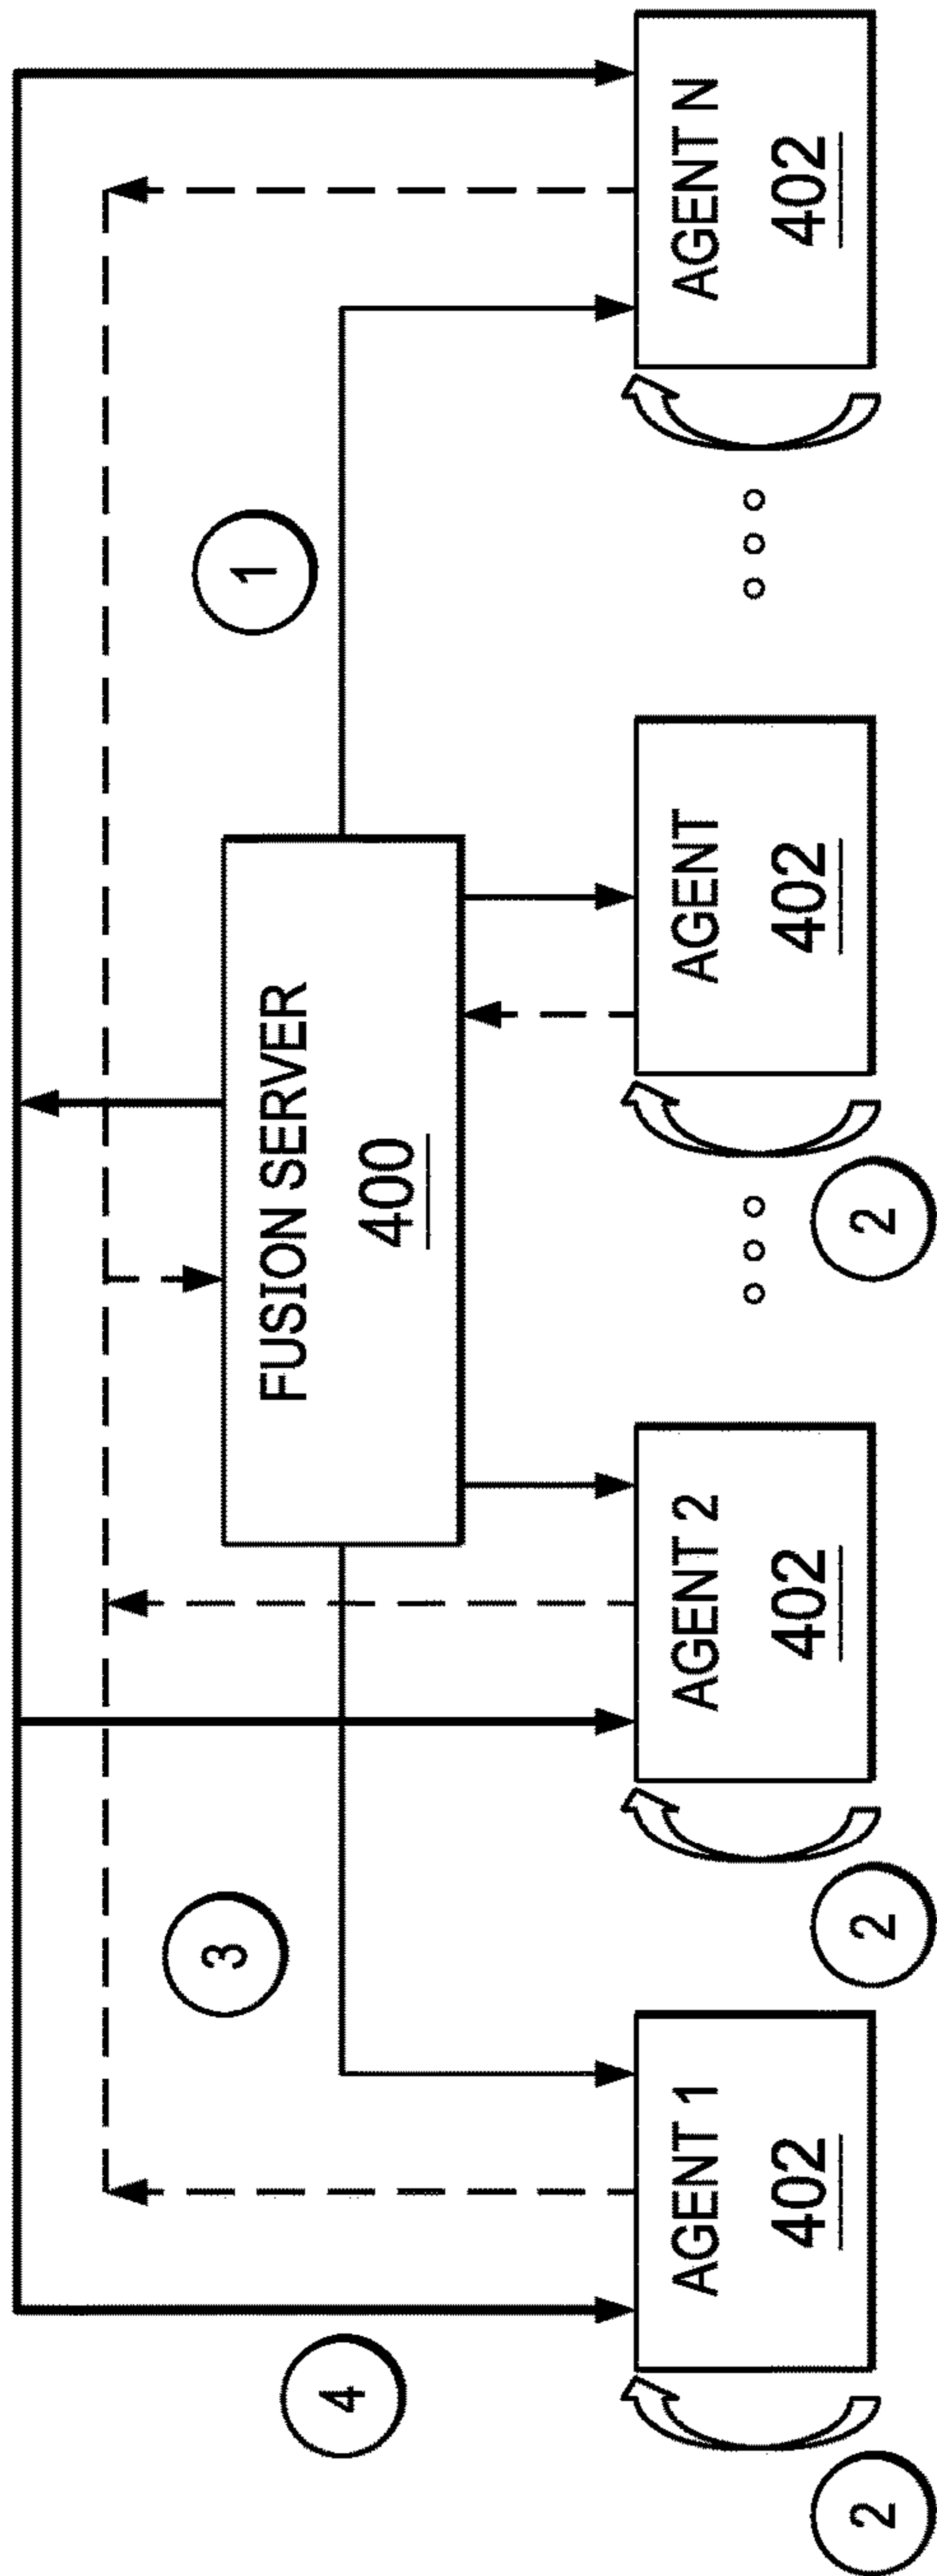 4
3
1
FUSION SERVER
400
AGENT 1
402
AGENT 2
402
AGENT
402
AGENT N
402
2
2
2